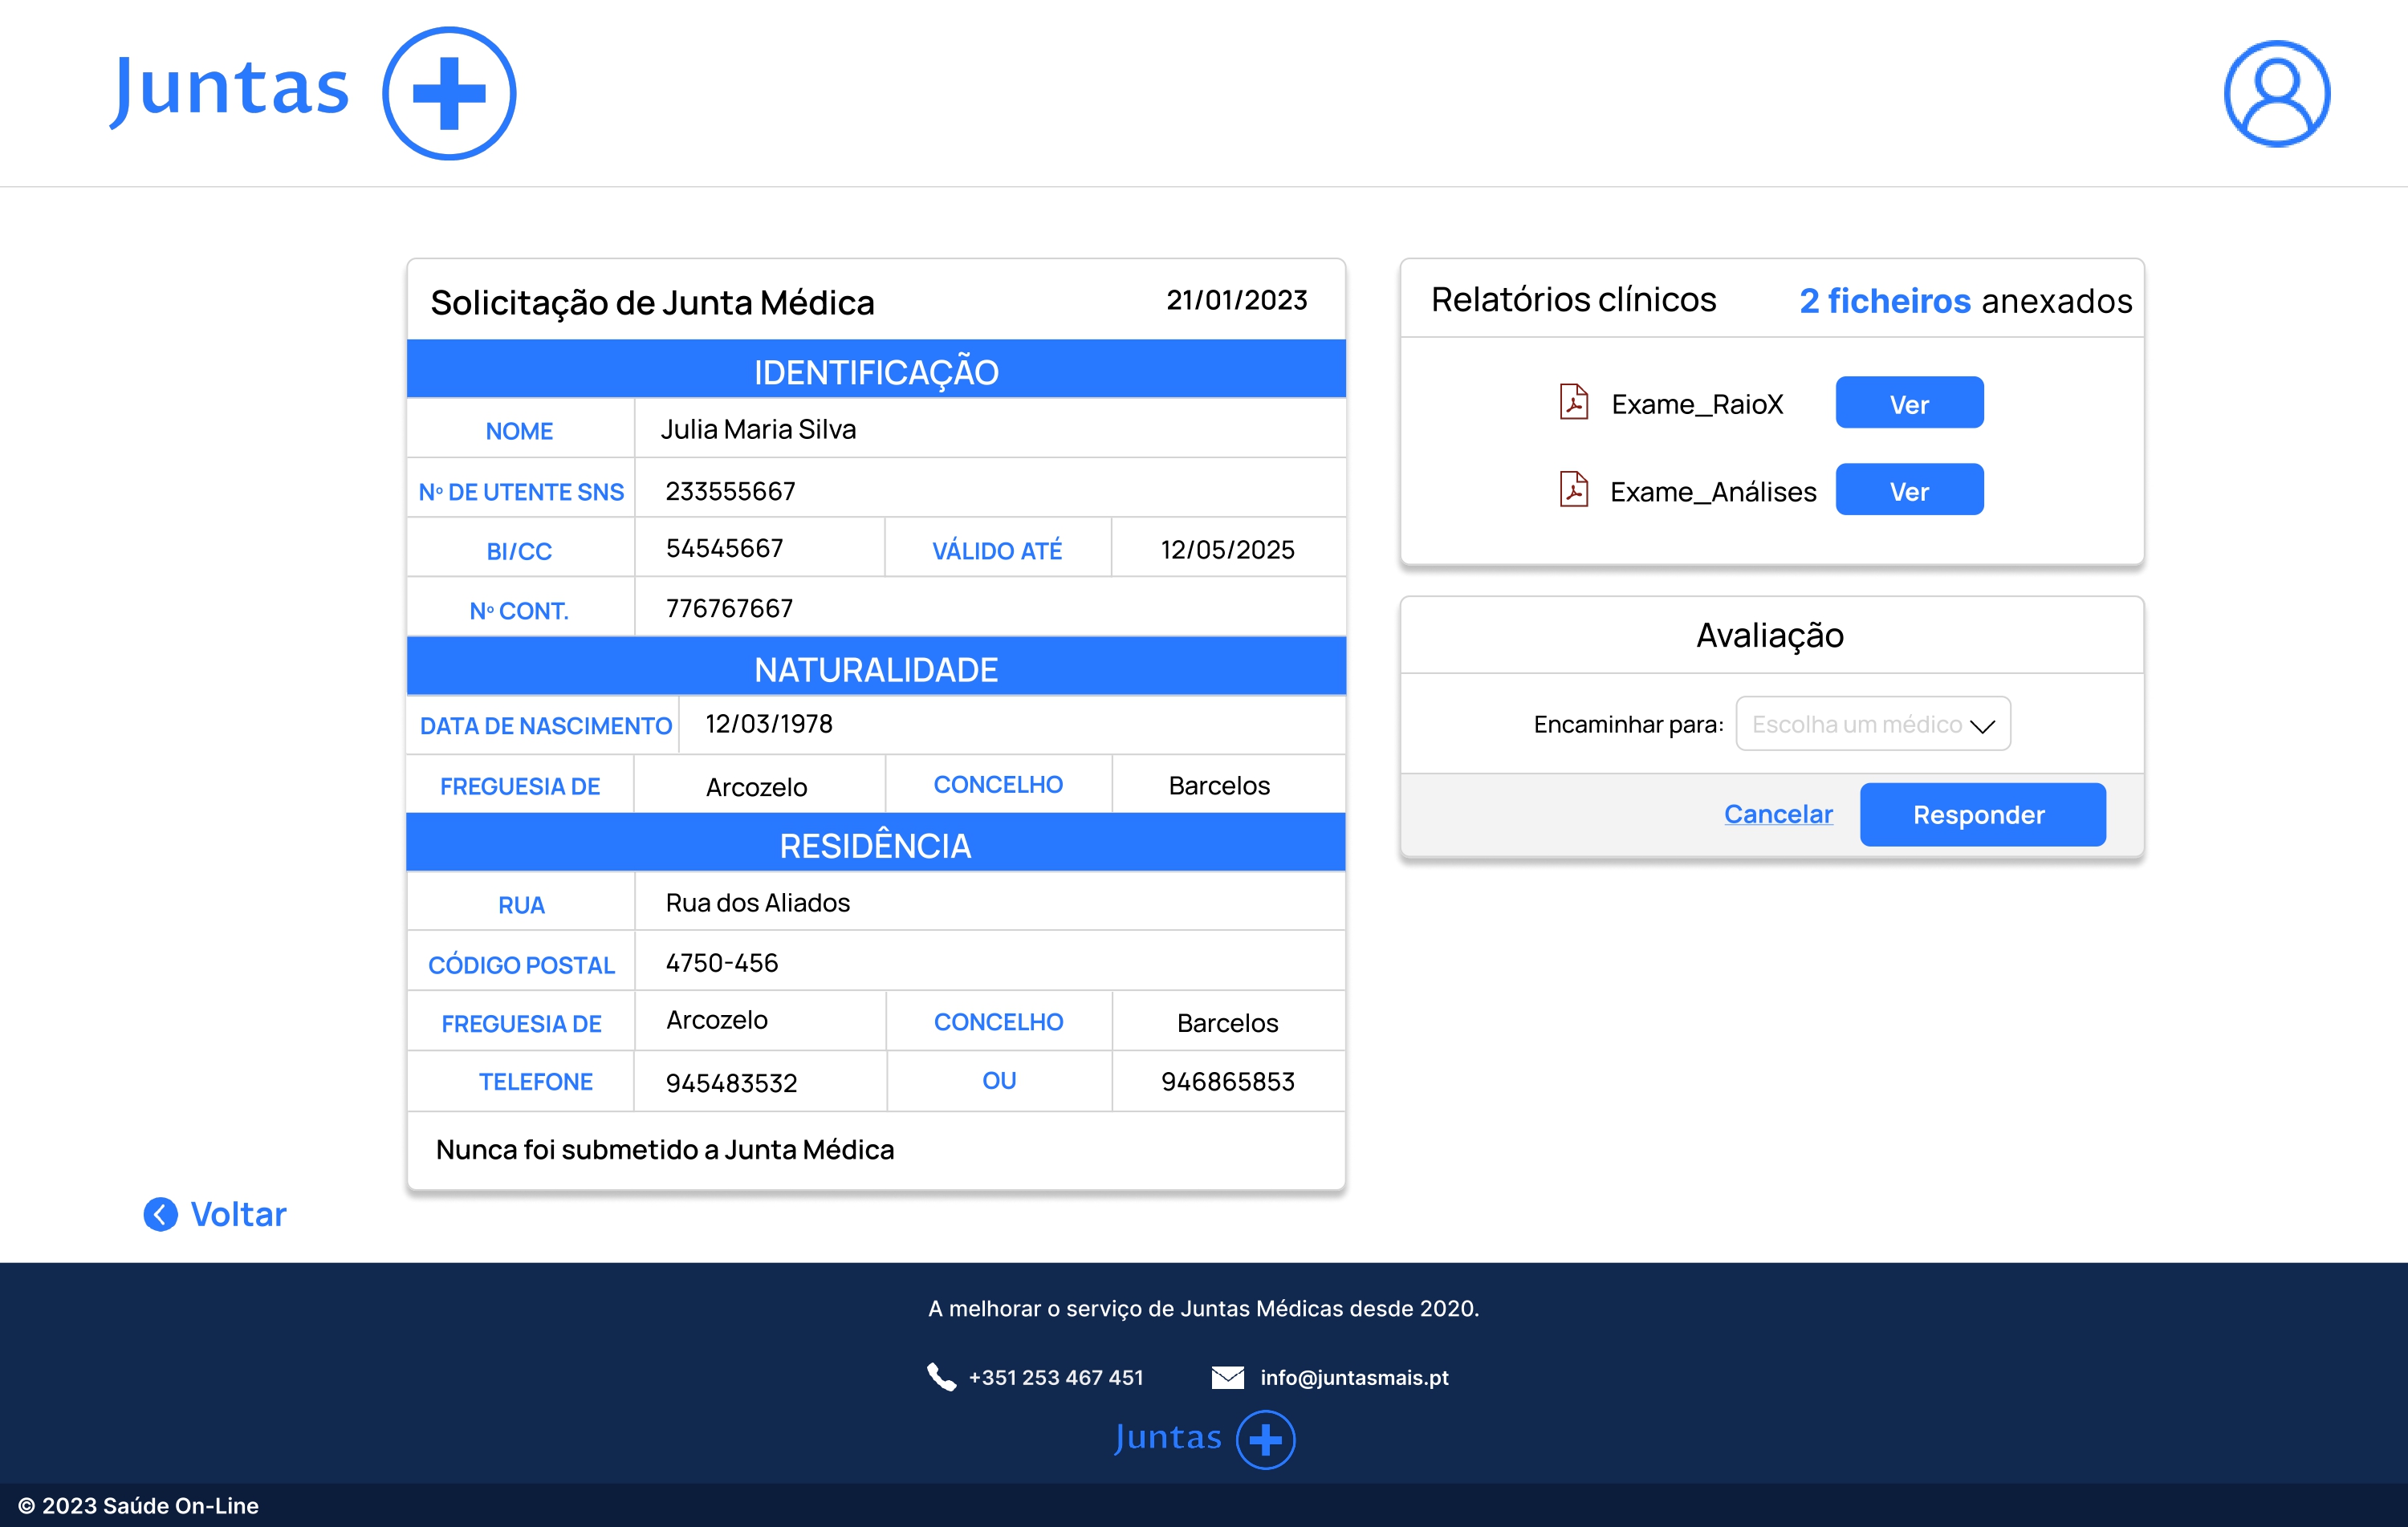 Juntas
Solicitação de Junta Médica 21/01/2023
IDENTIFICAÇÃO
NOME Julia Maria Silva
Nº DE UTENTE SNS 233555667
BI/CC 54545667 VÁLIDO ATÉ 12/05/2025
Nº CONT. 776767667
NATURALIDADE
DATA DE NASCIMENTO 12/03/1978
FREGUESIA DE Arcozelo CONCELHO Barcelos
RESIDÊNCIA
RUA Rua dos Aliados
CÓDIGO POSTAL 4750-456
FREGUESIA DE Arcozelo CONCELHO Barcelos
TELEFONE 945483532 OU 946865853
Nunca foi submetido a Junta Médica
Relatórios clínicos 2 ficheiros anexados
Exame_RaioX Ver
Exame_Análises Ver
Avaliação
Encaminhar para: Escolha um médico
Cancelar Responder
Voltar
A melhorar o serviço de Juntas Médicas desde 2020.
+351 253 467 451 info@juntasmais.pt
Juntas
© 2023 Saúde On-Line